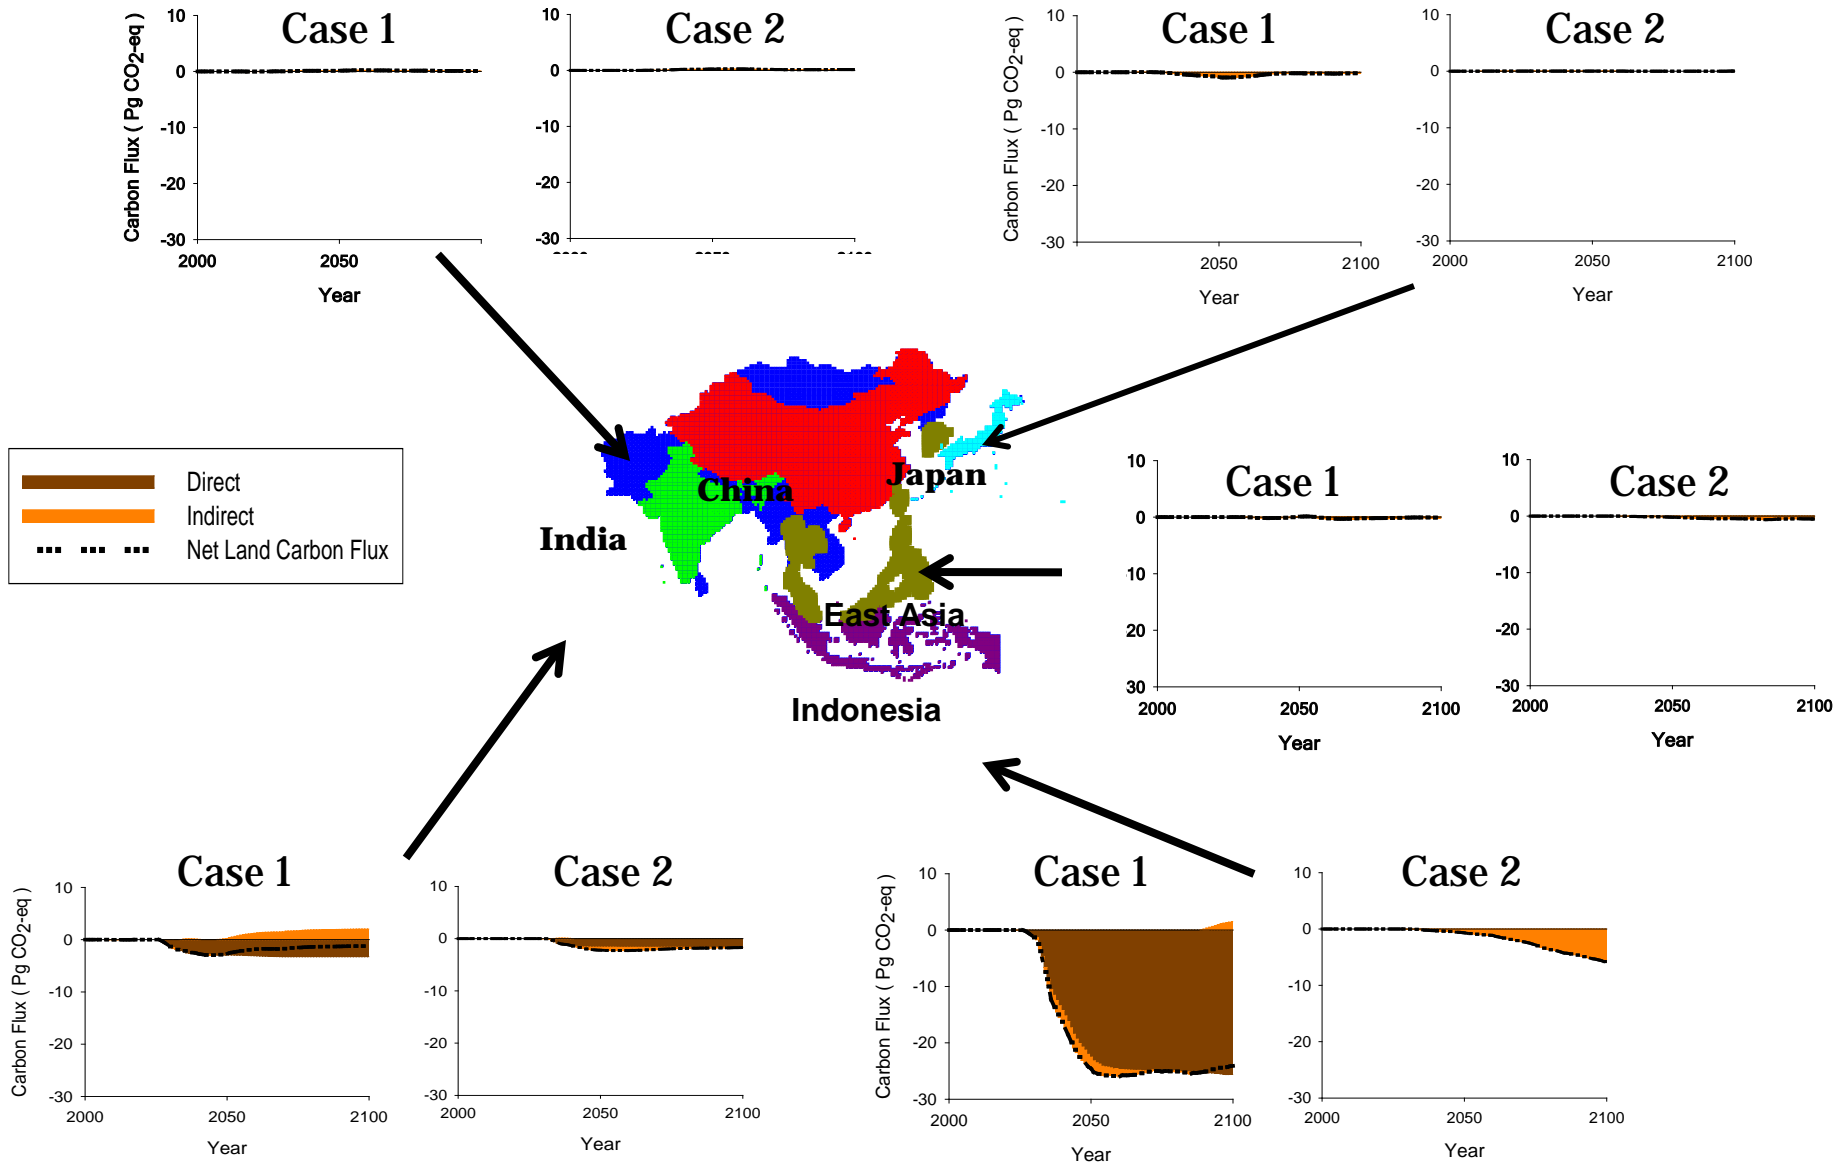 Case 1
Case 2
Case 1
Case 2
Carbon Flux ( Pg CO2-eq)
10
0
-10
-20
-30
2000
2050
Year
10
0
-10
-20
-30
Carbon Flux ( Pg CO2-eq)
10
0
-10
-20
-30
2050
2100
Year
10
0
-10
-20
-30
2000
2050
2100
Year
Direct
Indirect
Net Land Carbon Flux
China
Japan
India
East Asia
Indonesia
Case 1
Case 2
10
0
10
20
30
2000
2050
2100
Year
10
0
-10
-20
-30
2000
2050
2100
Year
Case 1
Case 2
Case 1
Case 2
Carbon Flux ( Pg CO2-eq)
10
0
-10
-20
-30
2000
2050
2100
Year
10
0
-10
-20
-30
2000
2050
2100
Year
Carbon Flux ( Pg CO2-eq)
10
0
-10
-20
-30
2000
2050
2100
Year
10
0
-10
-20
-30
2000
2050
2100
Year